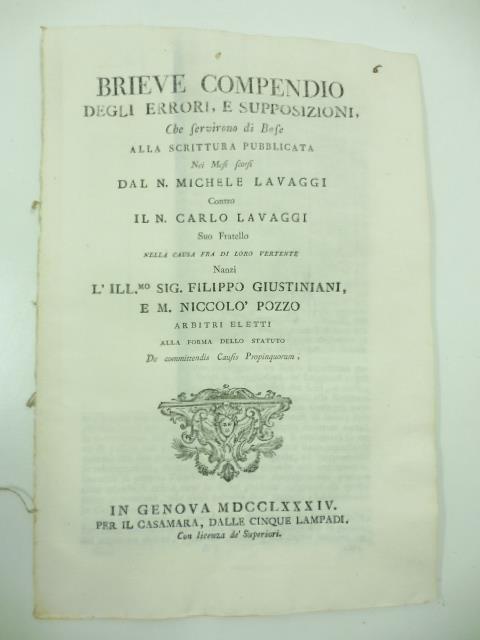 6
BRIEVE COMPENDIO
DEGLI ERRORI, E SUPPOSIZIONI,
Che servirono di Base
ALLA SCRITTURA PUBBLICATA
Nei Mesi scorsi
DAL N. MICHELE LAVAGGI
Contro
IL N. CARLO LAVAGGI
Suo Fratello
NELLA CAUSA FRA DI LORO VERTENTE
Nanzi
L' ILL.MO SIG. FILIPPO GIUSTINIANI,
E M. NICCOLO' POZZO
ARBITRI ELETTI
ALLA FORMA DELLO STATUTO
De committendis Causis Propinquorum.
IN GENOVA MDCCLXXXIV.
PER IL CASAMARA, DALLE CINQUE LAMPADI.
Con licenza de' Superiori.